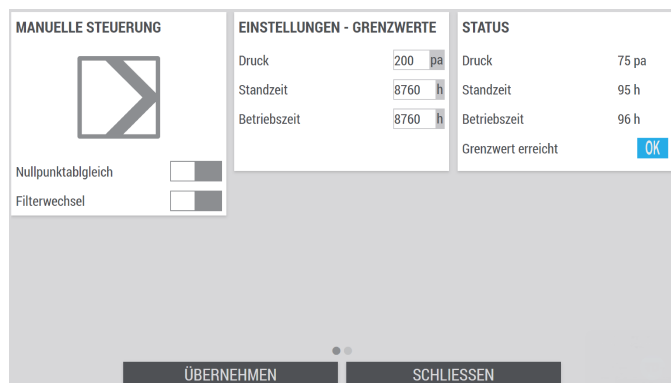 MANUELLE STEUERUNG
Nullpunktablgleich
Filterwechsel
EINSTELLUNGEN - GRENZWERTE
Druck 200 pa
Standzeit 8760 h
Betriebszeit 8760 h
STATUS
Druck 75 pa
Standzeit 95 h
Betriebszeit 96 h
Grenzwert erreicht OK
ÜBERNEHMEN SCHLIESSEN